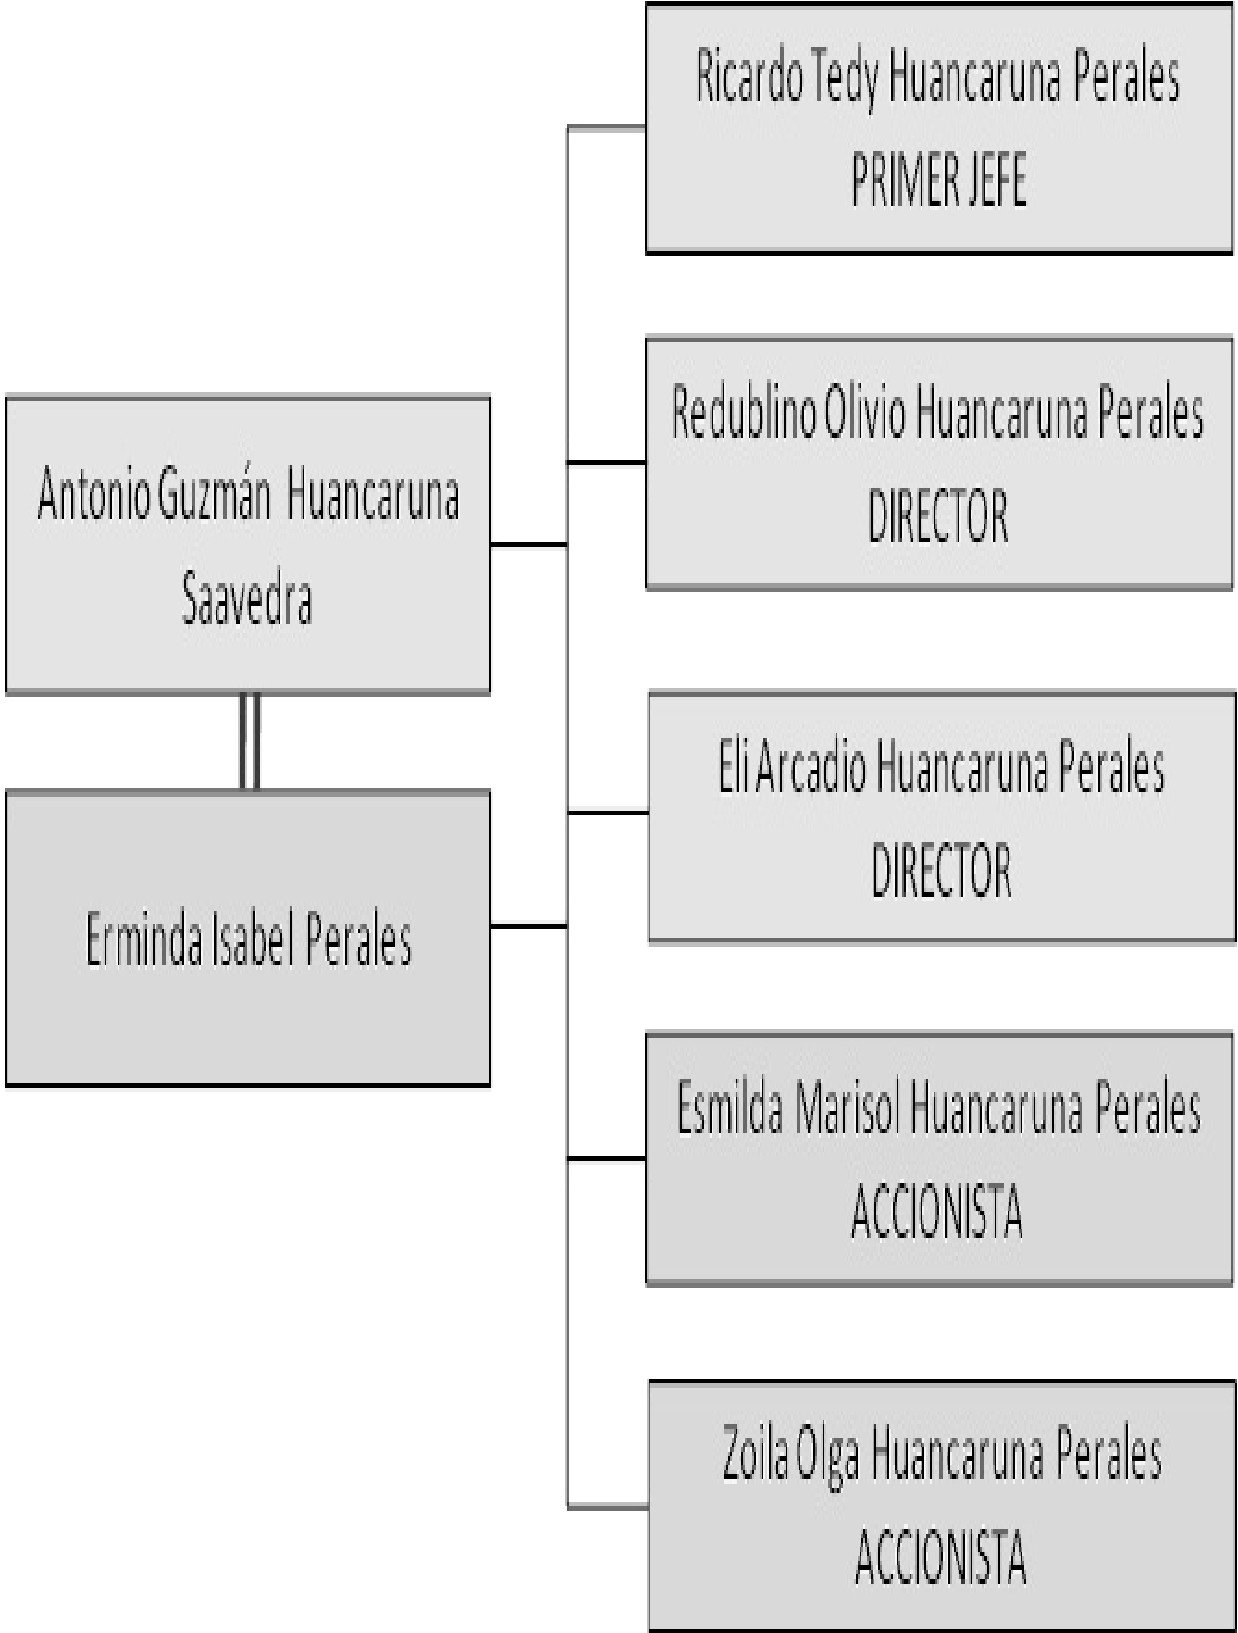 Ricardo Tedy Huancaruna Perales
PRIMER JEFE
Redublino Olivio Huancaruna Perales
DIRECTOR
Antonio Guzmán Huancaruna
Saavedra
Eli Arcadio Huancaruna Perales
DIRECTOR
Erminda Isabel Perales
Esmilda Marisol Huancaruna Perales
ACCIONISTA
Zoila Olga Huancaruna Perales
ACCIONISTA